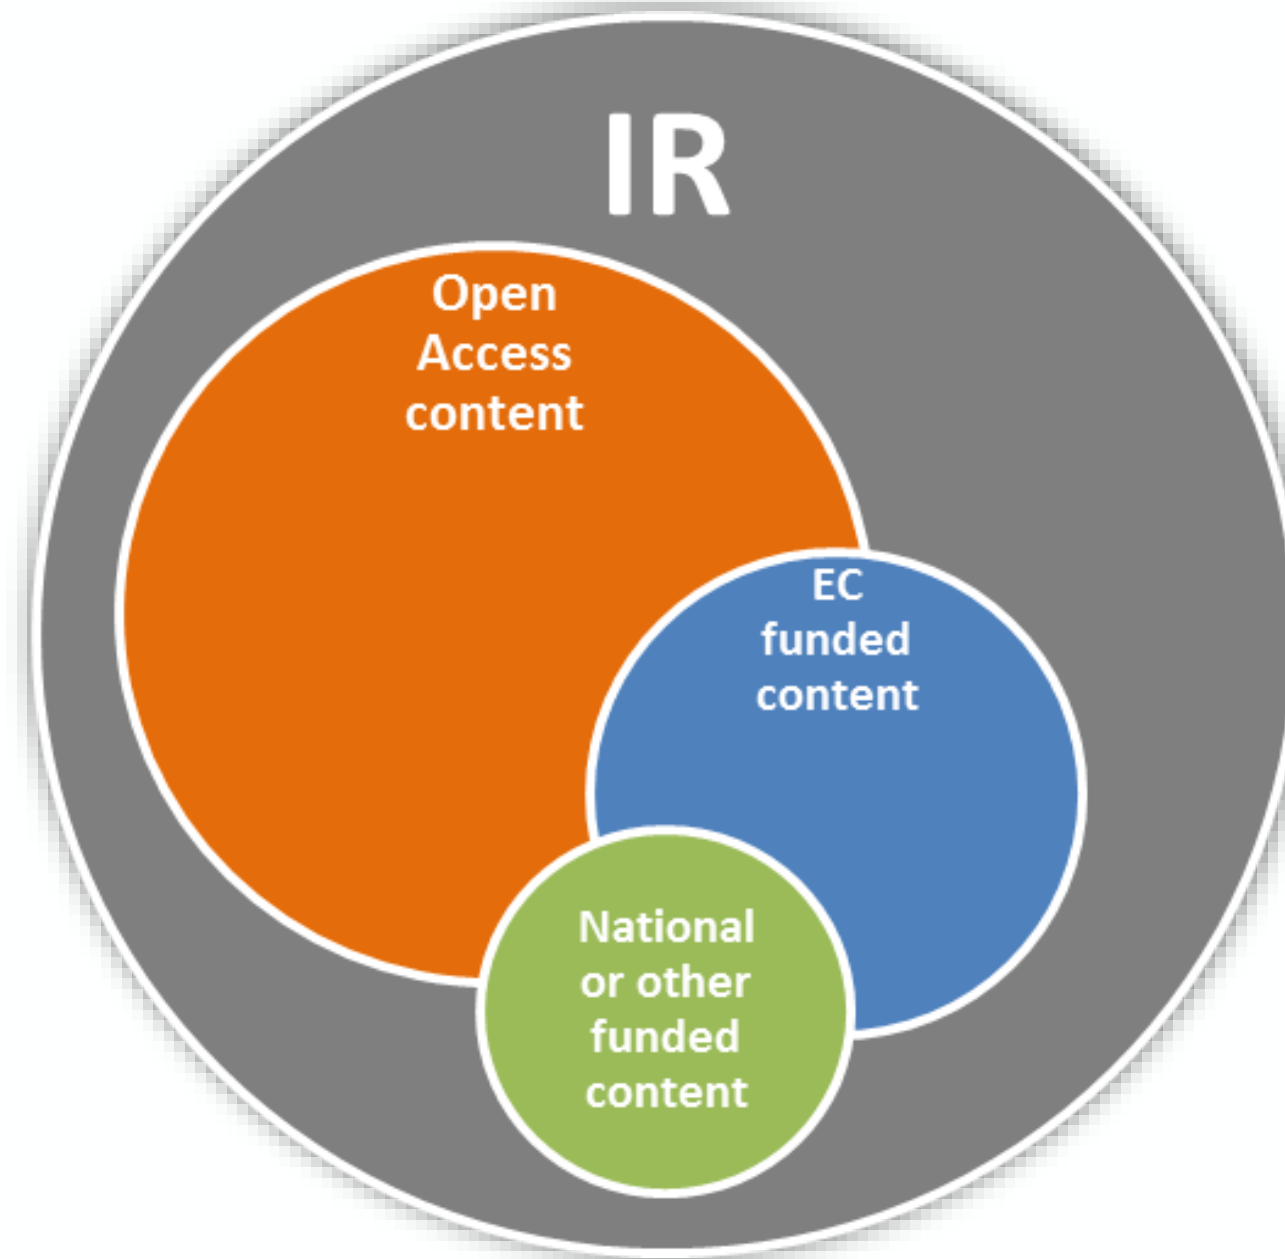 IR
Open
Access
content
EC
funded
content
National
or other
funded
content